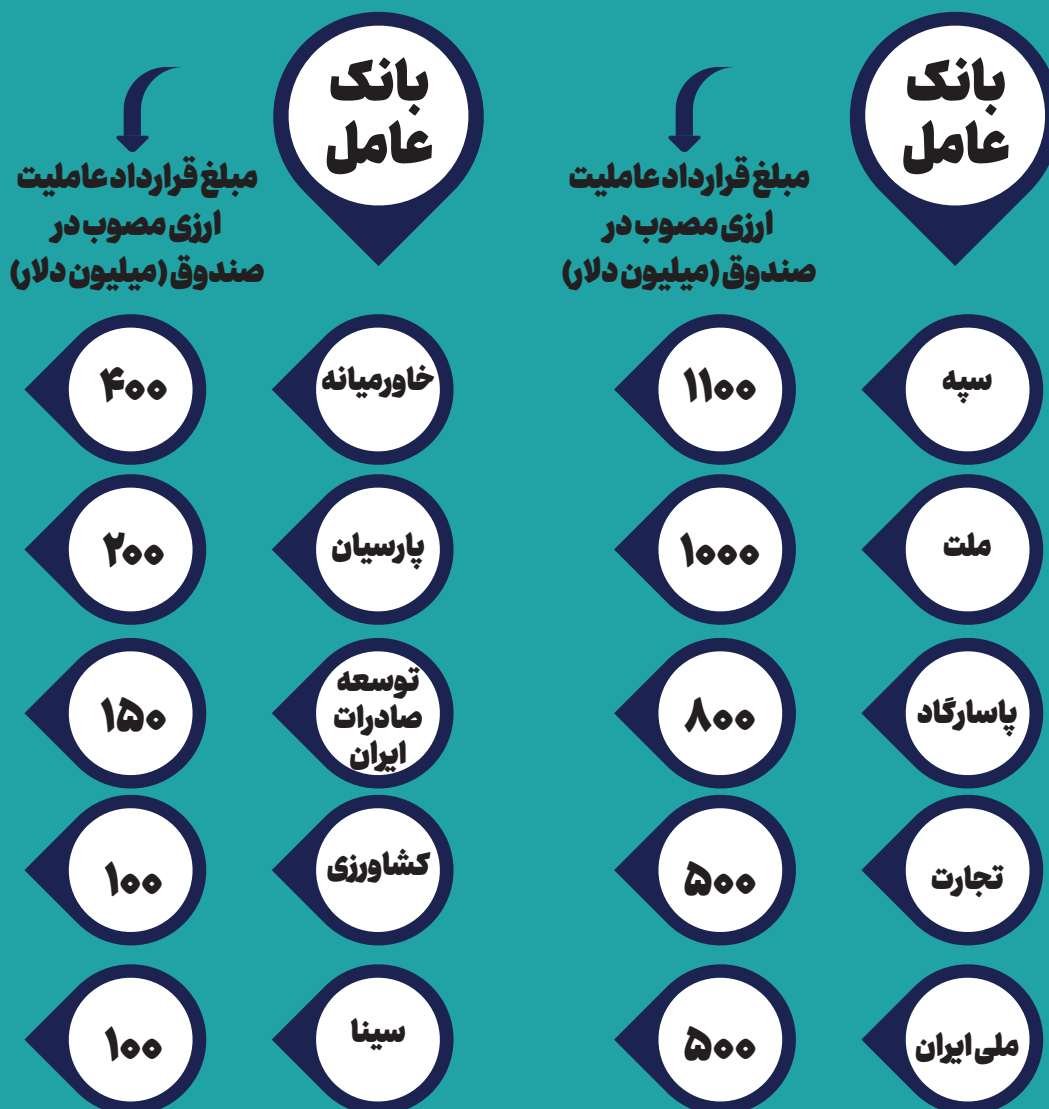 بانک
عامل
مبلغ قرارداد عاملیت
ارزی مصوب در
صندوق (میلیون دلار)
سپه
۱۱۰۰
ملت
۱۰۰۰
پاسارگاد
۸۰۰
تجارت
۵۰۰
ملی ایران
۵۰۰
بانک
عامل
مبلغ قرارداد عاملیت
ارزی مصوب در
صندوق (میلیون دلار)
خاورمیانه
۴۰۰
پارسیان
۲۰۰
توسعه
صادرات
ایران
۱۵۰
کشاورزی
۱۰۰
سینا
۱۰۰